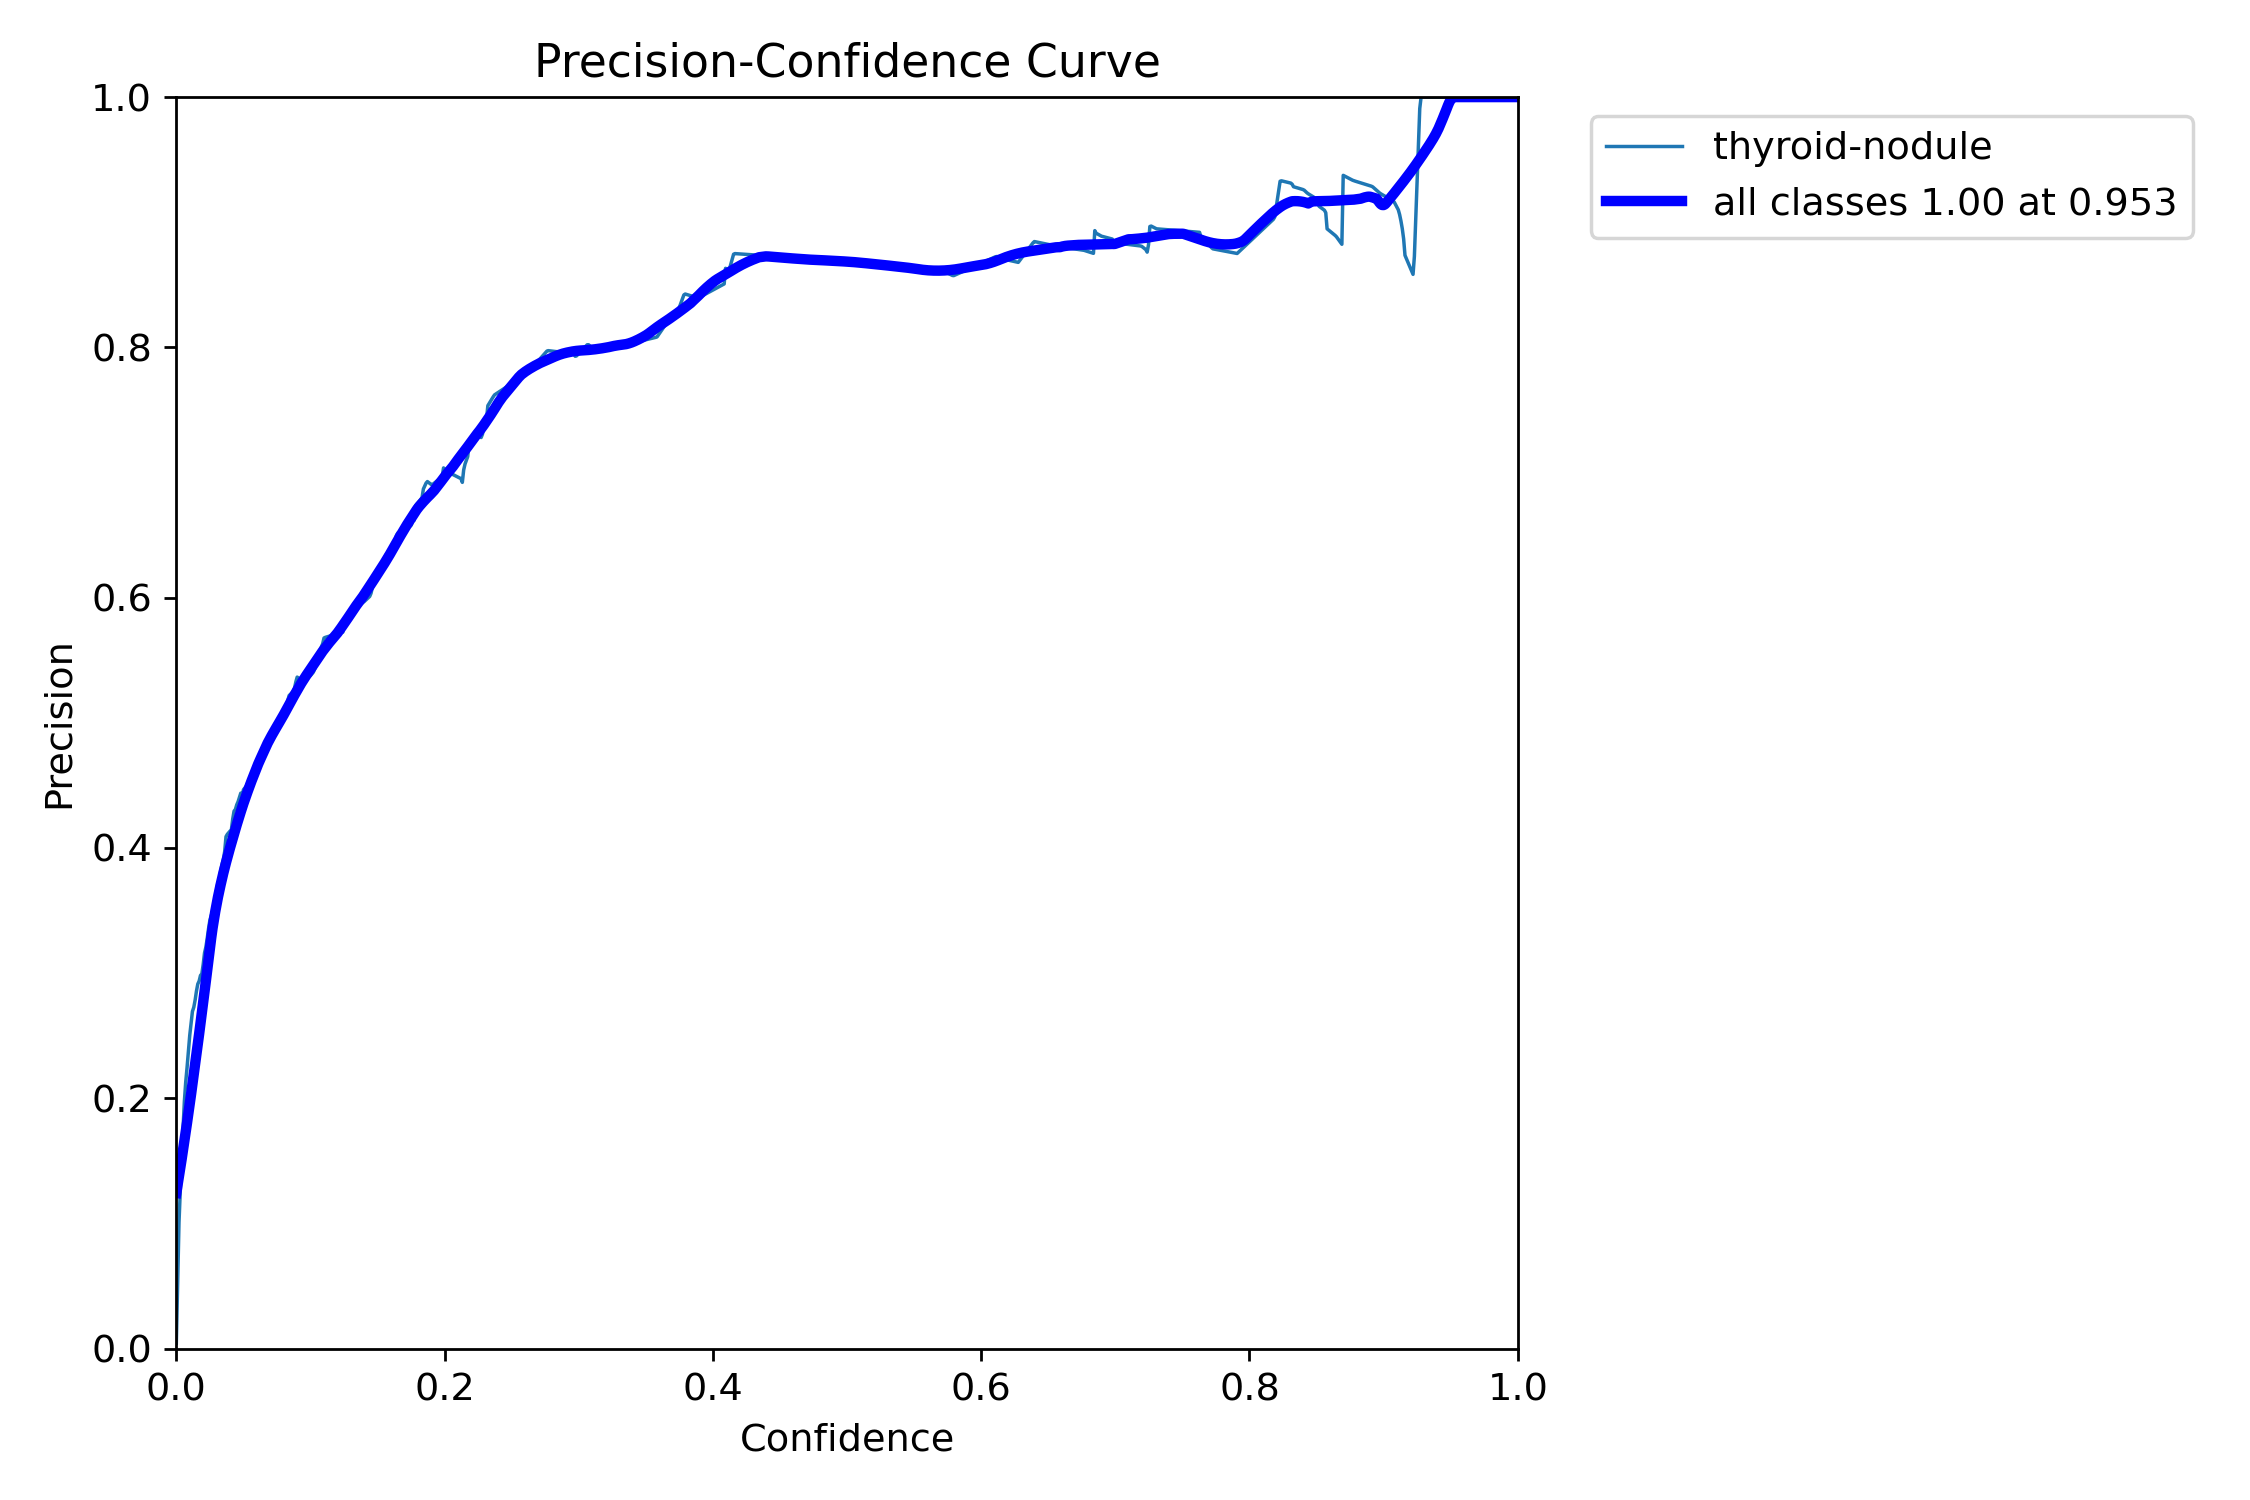 Precision-Confidence Curve
1.0
0.8
0.6
0.4
0.2
0.0
Precision
0.0 0.2 0.4 0.6 0.8 1.0
Confidence
thyroid-nodule
all classes 1.00 at 0.953